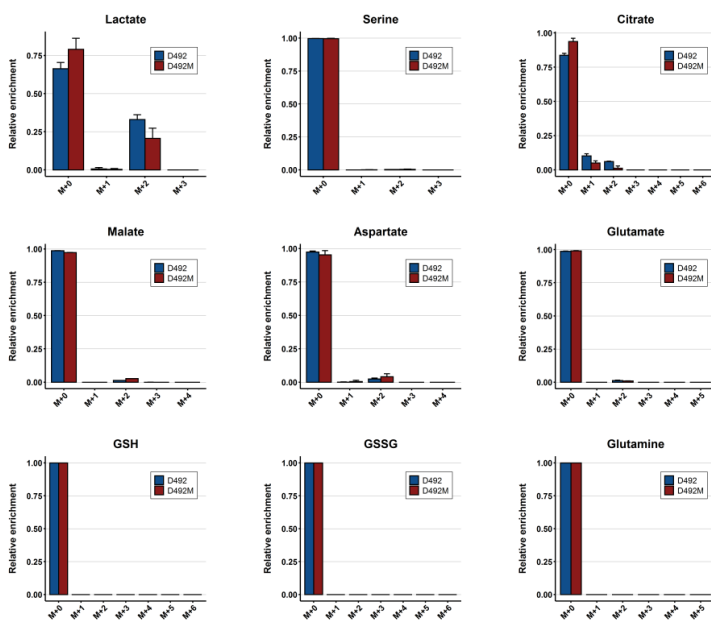 Lactate
Relative enrichment
0.75
0.50
0.25
0.00
D492
D492M
M+0
M+1
M+2
M+3
Serine
Relative enrichment
1.00
0.75
0.50
0.25
0.00
D492
D492M
M+0
M+1
M+2
M+3
Citrate
Relative enrichment
1.00
0.75
0.50
0.25
0.00
D492
D492M
M+0
M+1
M+2
M+3
M+4
M+5
M+6
Malate
Relative enrichment
1.00
0.75
0.50
0.25
0.00
D492
D492M
M+0
M+1
M+2
M+3
M+4
Aspartate
Relative enrichment
1.00
0.75
0.50
0.25
0.00
D492
D492M
M+0
M+1
M+2
M+3
M+4
Glutamate
Relative enrichment
1.00
0.75
0.50
0.25
0.00
D492
D492M
M+0
M+1
M+2
M+3
M+4
M+5
GSH
Relative enrichment
1.00
0.75
0.50
0.25
0.00
D492
D492M
M+0
M+1
M+2
M+3
M+4
M+5
M+6
GSSG
Relative enrichment
1.00
0.75
0.50
0.25
0.00
D492
D492M
M+0
M+1
M+2
M+3
M+4
M+5
M+6
Glutamine
Relative enrichment
1.00
0.75
0.50
0.25
0.00
D492
D492M
M+0
M+1
M+2
M+3
M+4
M+5